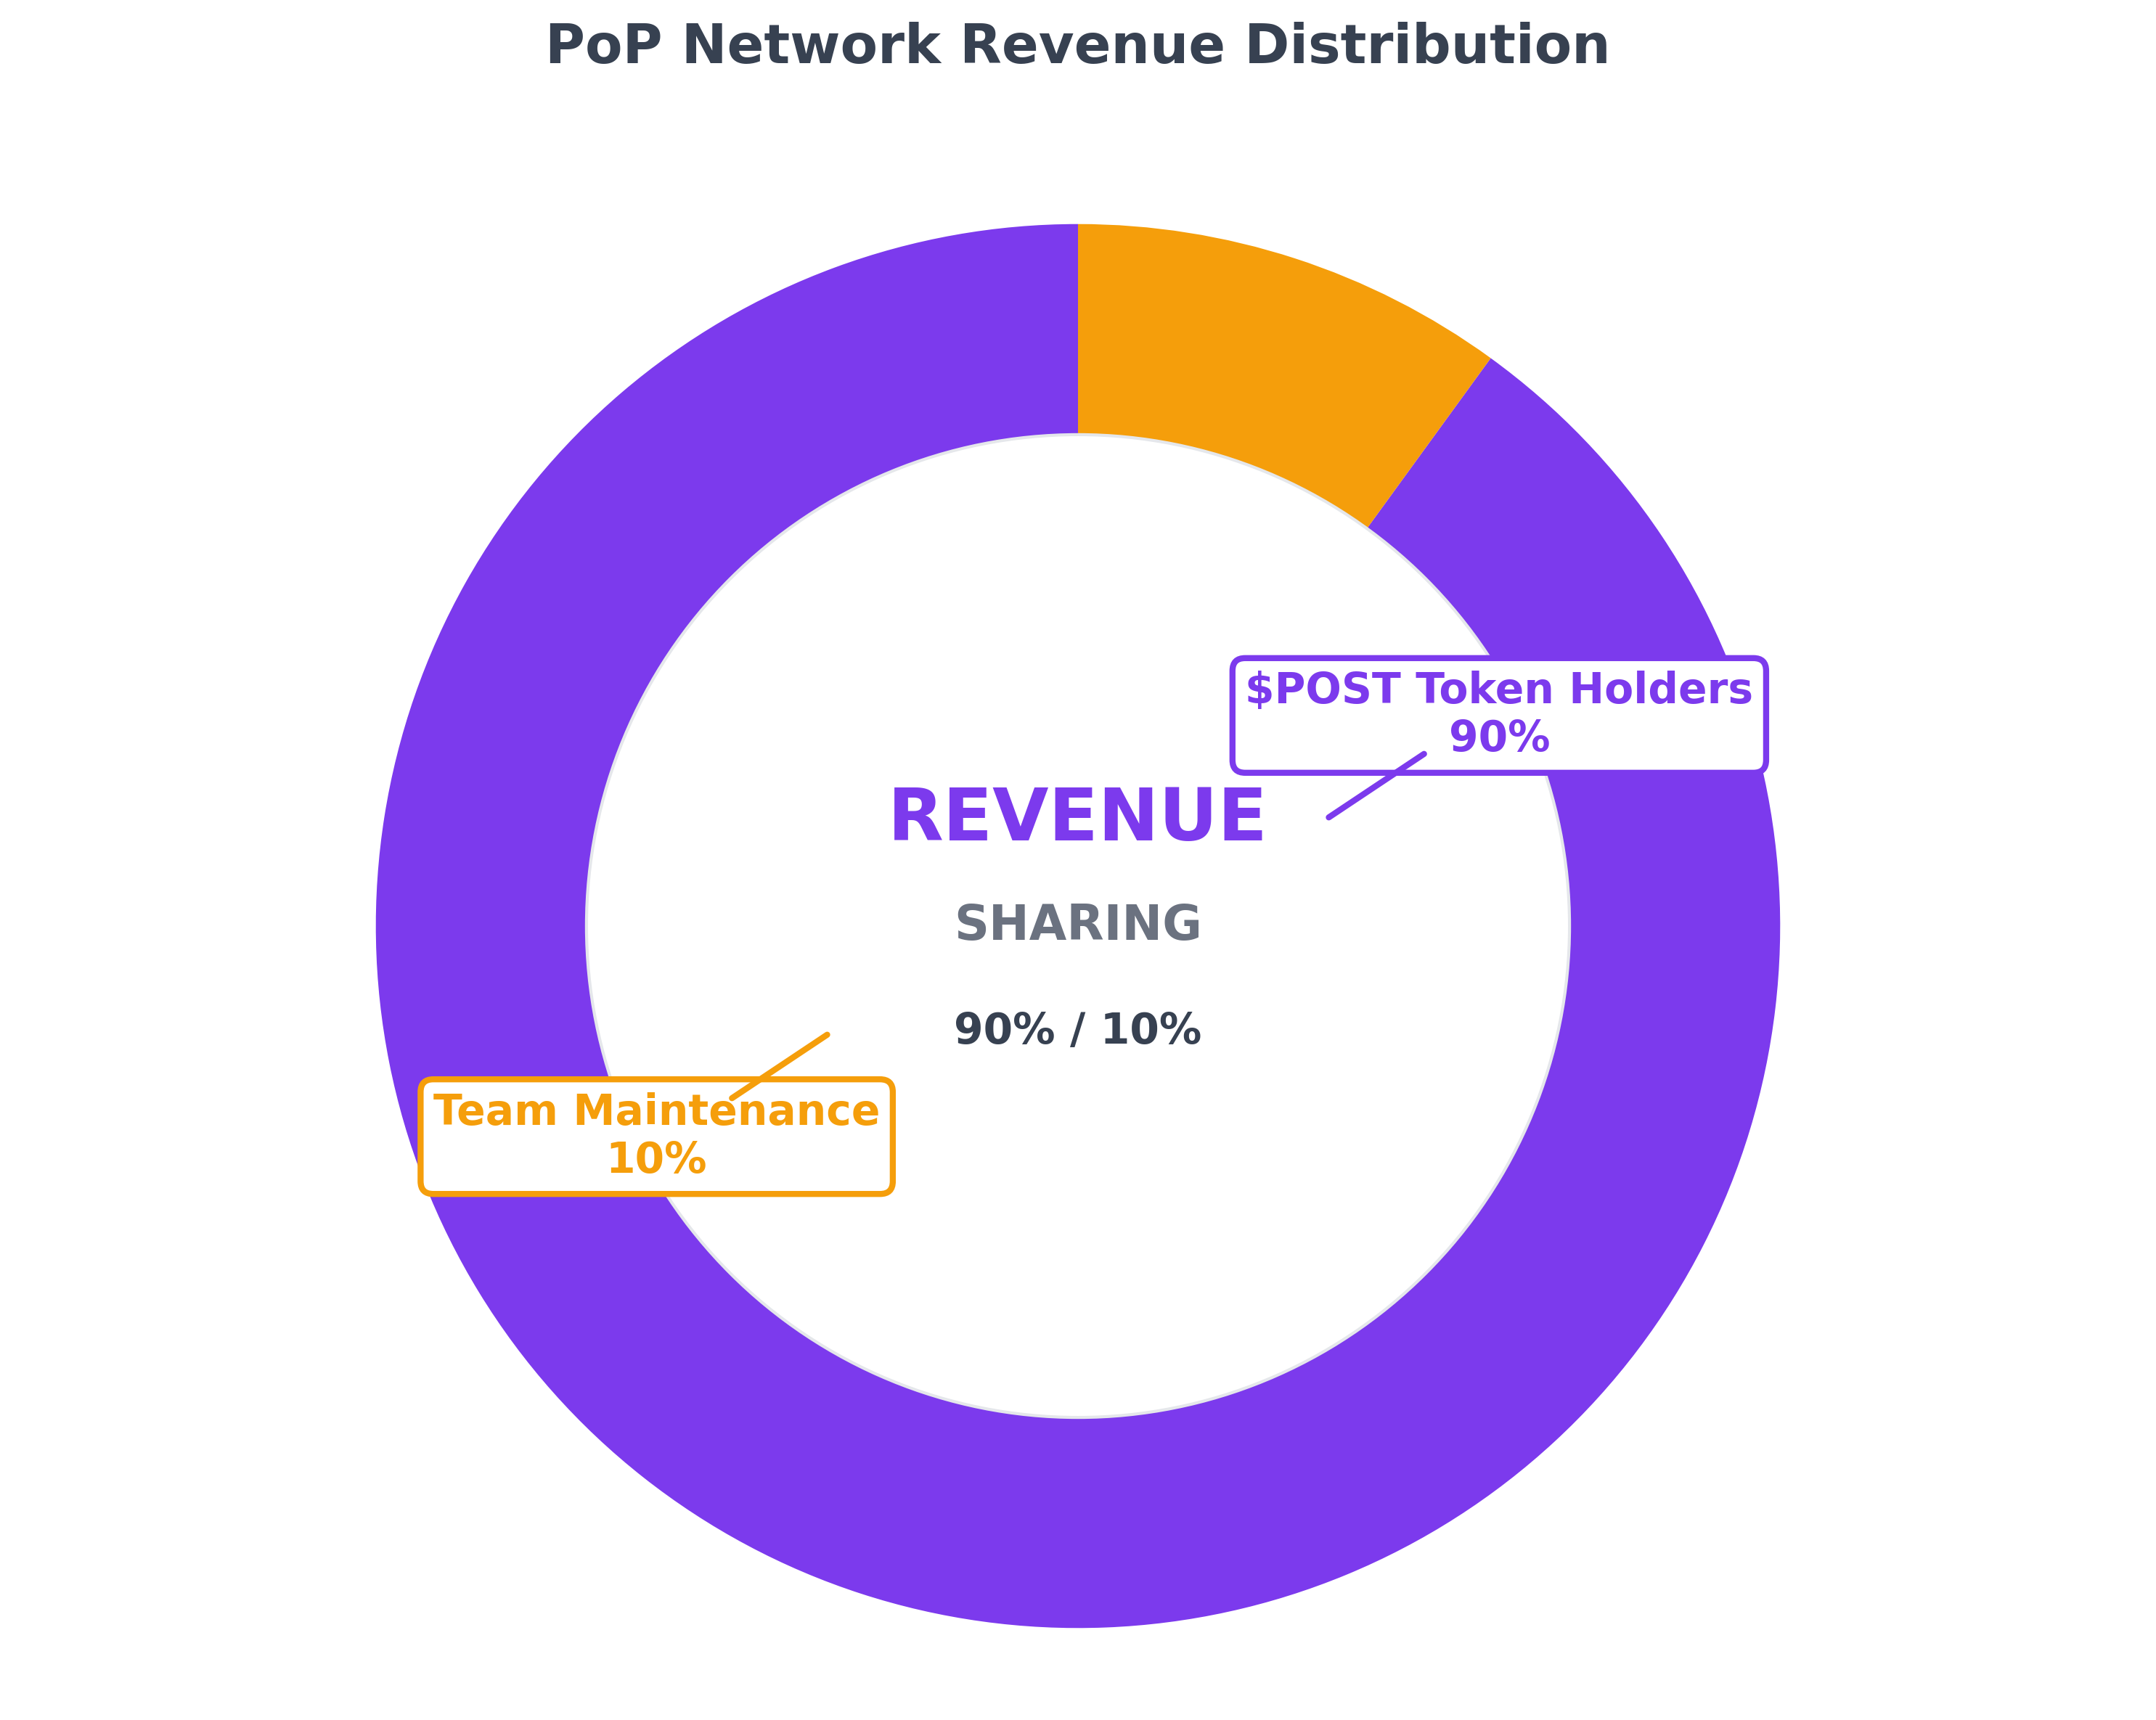 PoP Network Revenue Distribution
$POST Token Holders
90%
REVENUE
SHARING
90% / 10%
Team Maintenance
10%